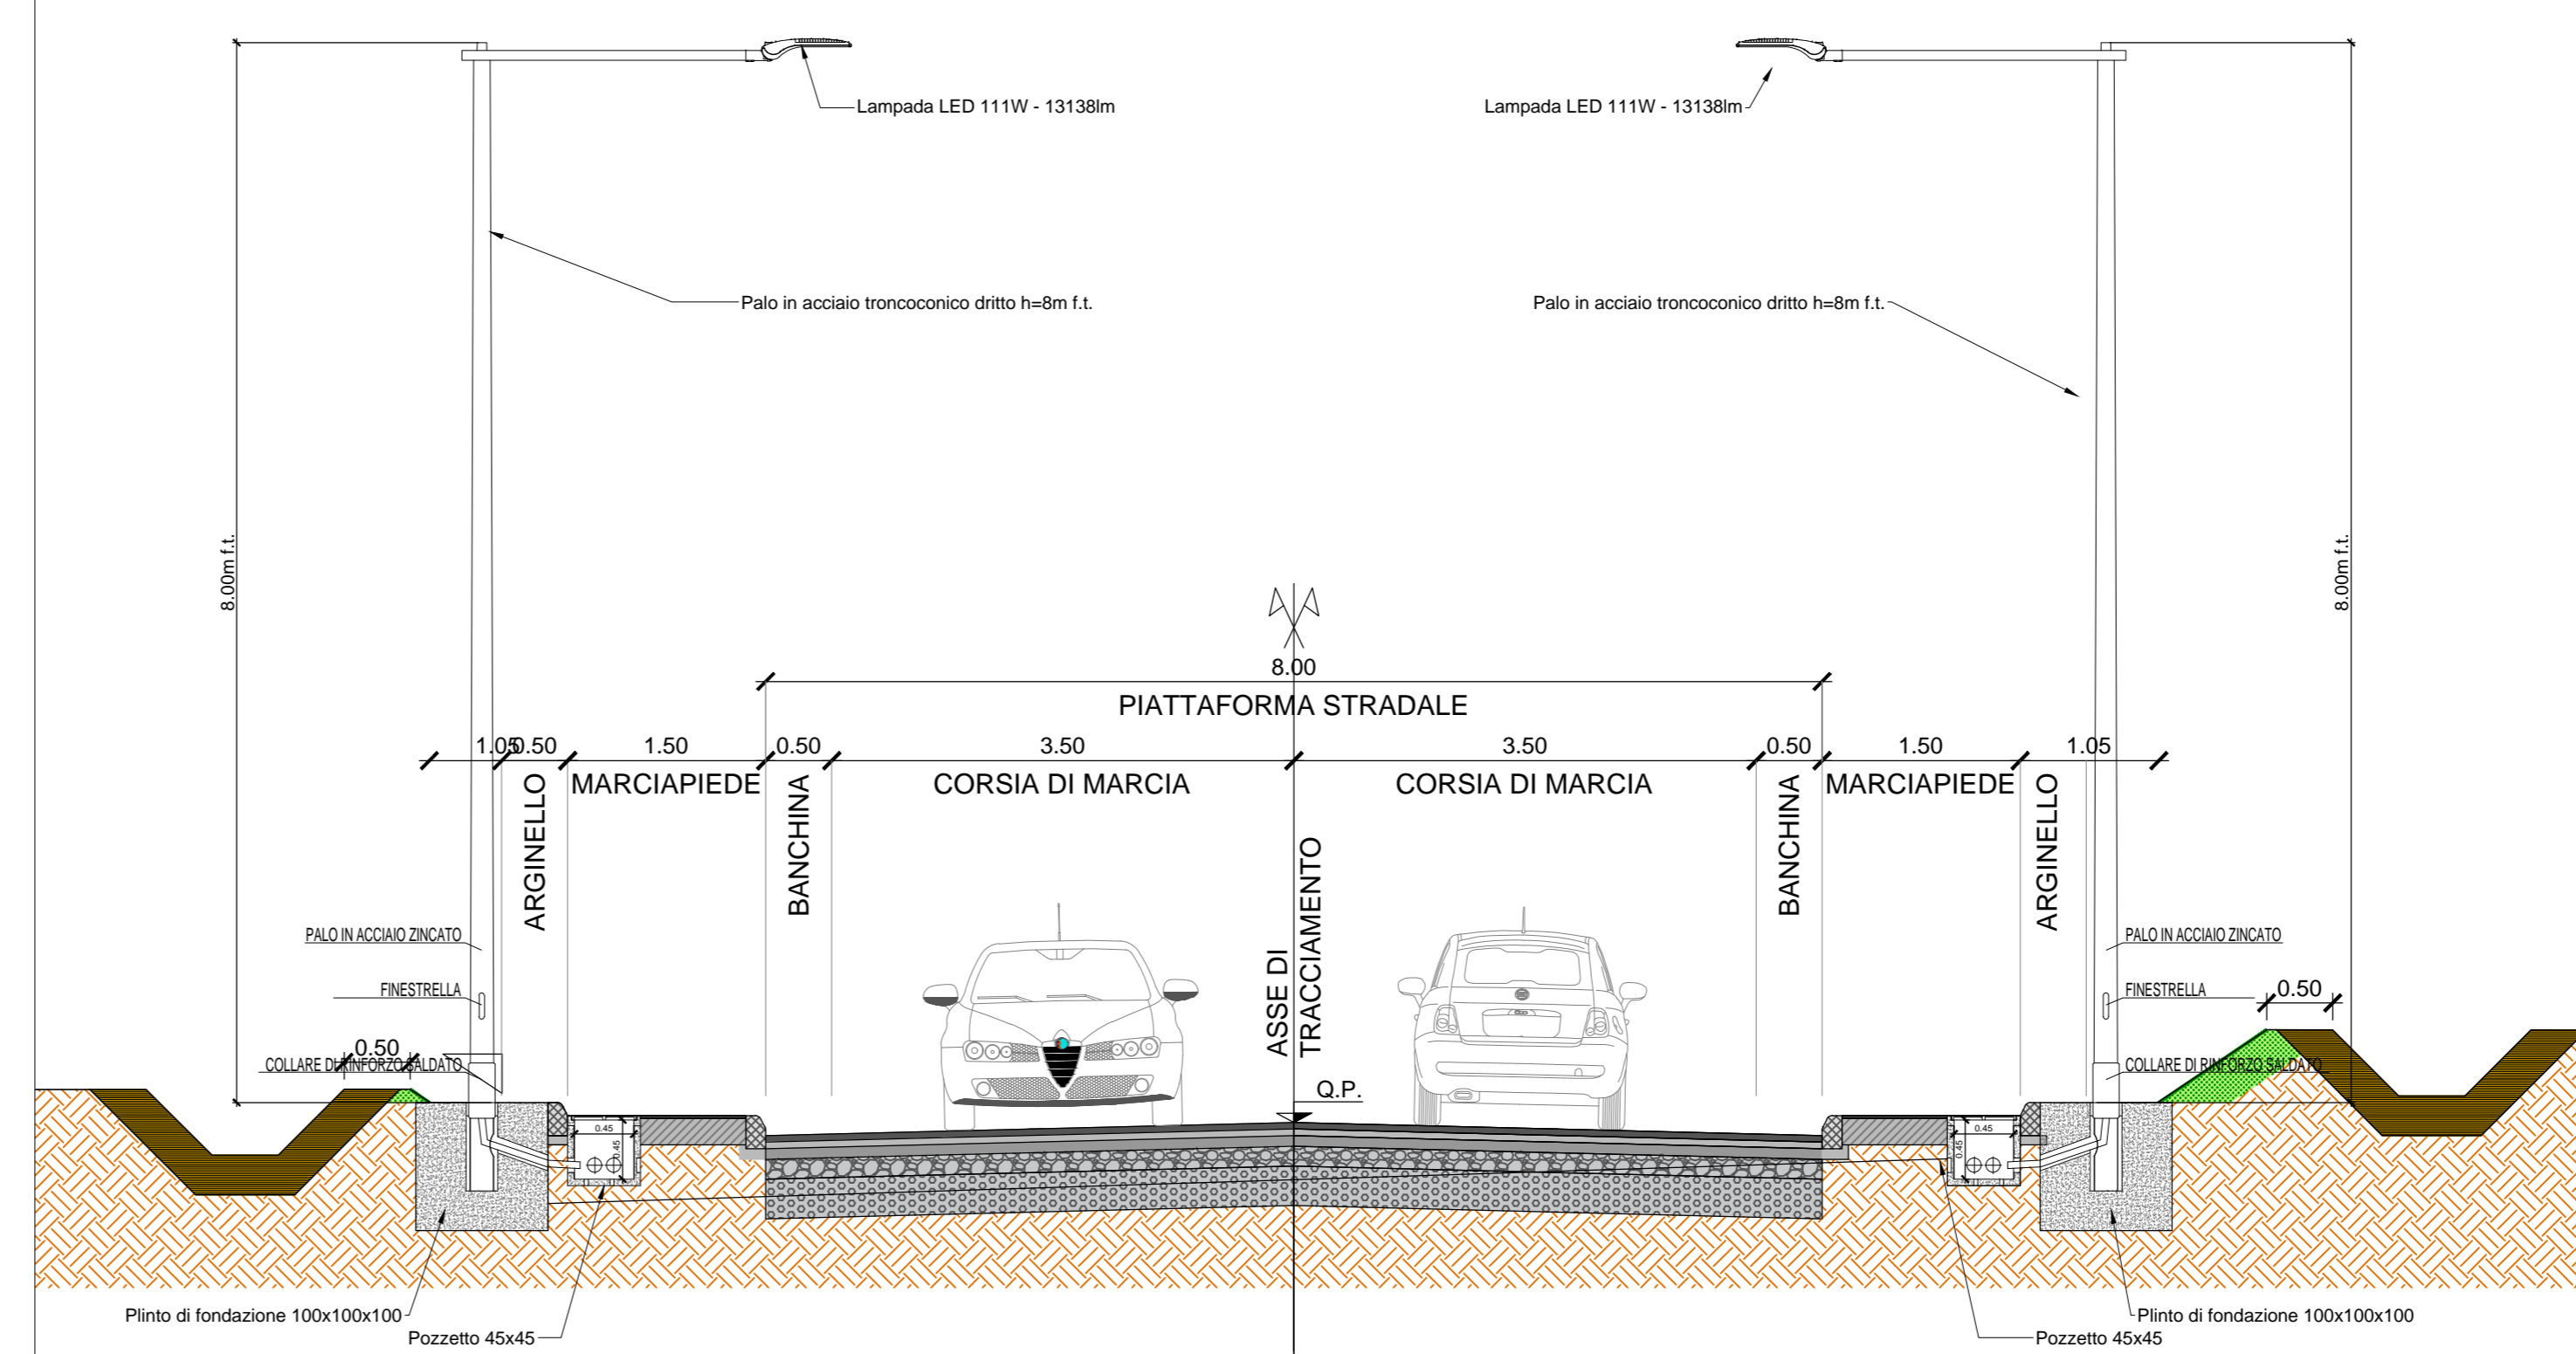 Lampada LED 111W - 13138lm
Lampada LED 111W - 13138lm
Palo in acciaio troncoconico dritto h=8m f.t.
Palo in acciaio troncoconico dritto h=8m f.t.
8.00m f.t.
8.00m f.t.
8.00
PIATTAFORMA STRADALE
1.05
0.50
1.50
0.50
3.50
3.50
0.50
1.50
1.05
ARGINELLO
MARCIAPIEDE
BANCHINA
CORSIA DI MARCIA
CORSIA DI MARCIA
BANCHINA
MARCIAPIEDE
ARGINELLO
ASSE DI
TRACCIAMENTO
PALO IN ACCIAIO ZINCATO
PALO IN ACCIAIO ZINCATO
FINESTRELLA
FINESTRELLA
0.50
0.50
COLLARE DI RINFORZO SALDATO
COLLARE DI RINFORZO SALDATO
Q.P.
0.45
0.45
0.45
0.45
Plinto di fondazione 100x100x100
Plinto di fondazione 100x100x100
Pozzetto 45x45
Pozzetto 45x45